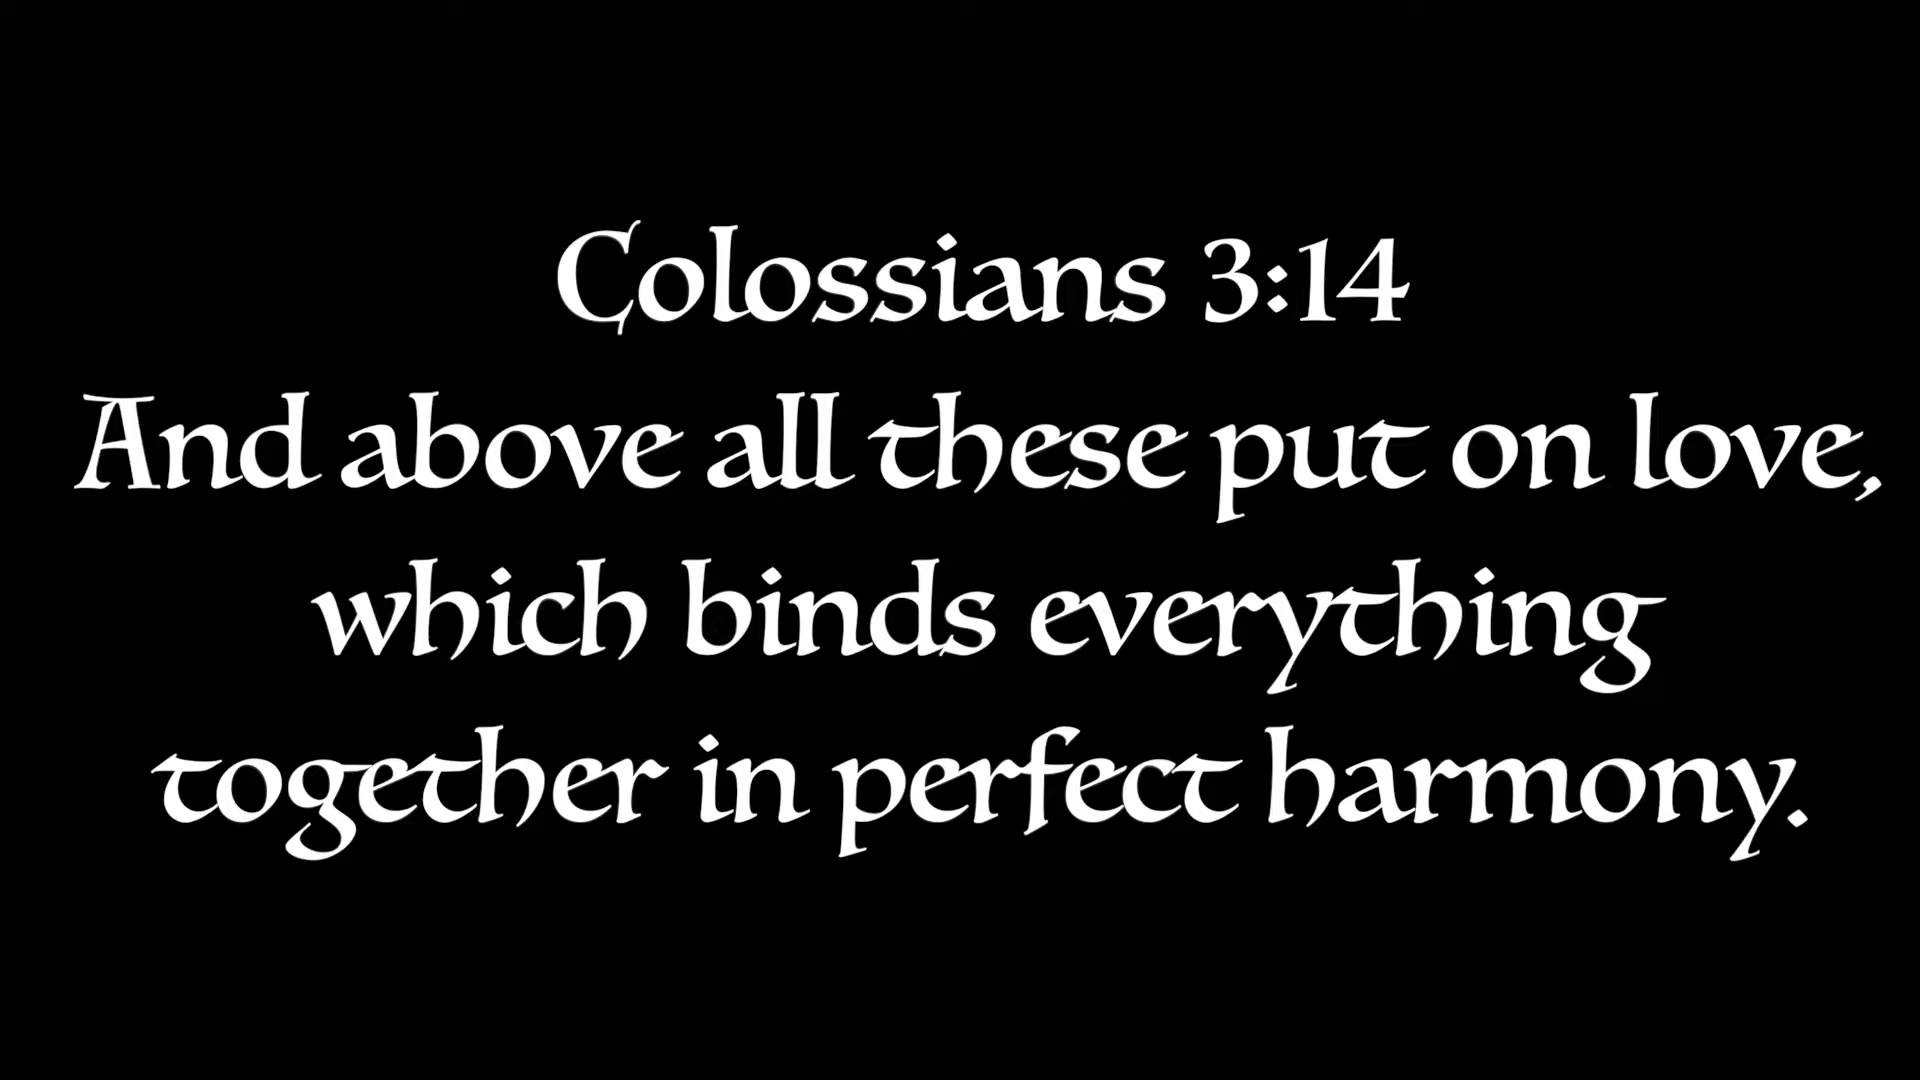 Colossians 3:14
And above all these put on love,
which binds everything
together in perfect harmony.